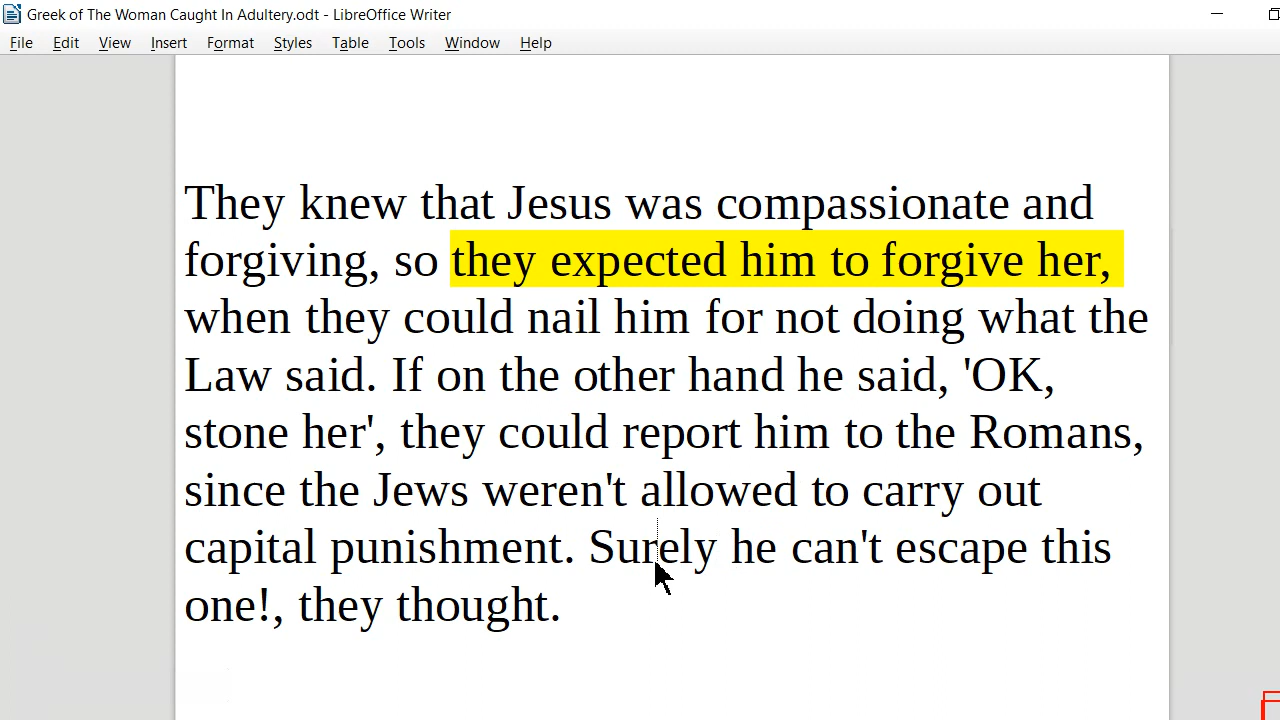 Greek of The Woman Caught In Adultery.odt - LibreOffice Writer
File Edit View Insert Format Styles Table Tools Window Help
They knew that Jesus was compassionate and
forgiving, so they expected him to forgive her,
when they could nail him for not doing what the
Law said. If on the other hand he said, 'OK,
stone her', they could report him to the Romans,
since the Jews weren't allowed to carry out
capital punishment. Surely he can't escape this
one!, they thought.